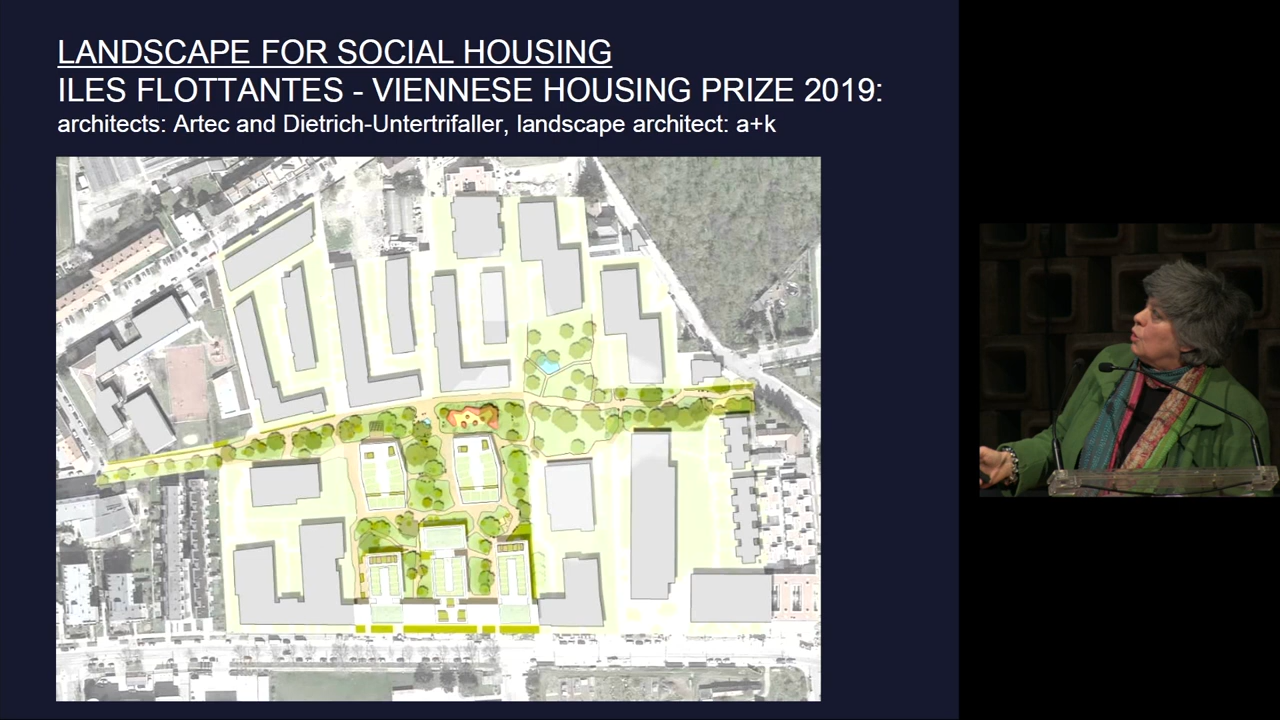 LANDSCAPE FOR SOCIAL HOUSING
ILES FLOTTANTES - VIENNESE HOUSING PRIZE 2019:
architects: Artec and Dietrich-Untertrifaller, landscape architect: a+k